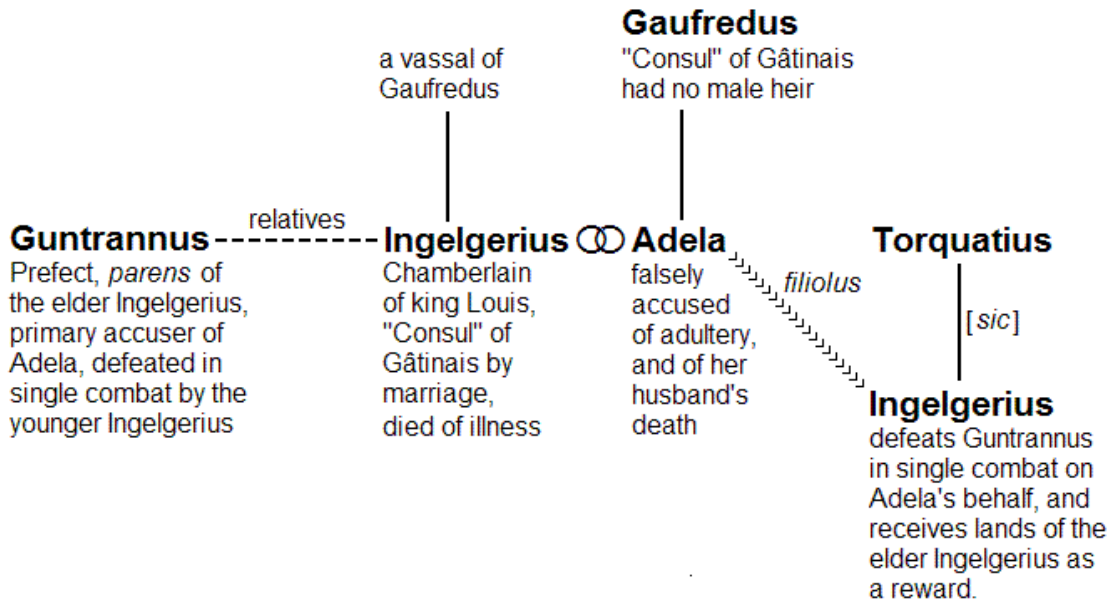 Gaufredus
"Consul" of Gâtinais
had no male heir
a vassal of
Gaufredus
Guntrannus
relatives
Ingelgerius
Adela
Torquatius
Prefect, parens of
the elder Ingelgerius,
primary accuser of
Adela, defeated in
single combat by the
younger Ingelgerius
Chamberlain
of king Louis,
"Consul" of
Gâtinais by
marriage,
died of illness
falsely
accused
of adultery,
and of her
husband's
death
filiolus
[sic]
Ingelgerius
defeats Guntrannus
in single combat on
Adela's behalf, and
receives lands of the
elder Ingelgerius as
a reward.